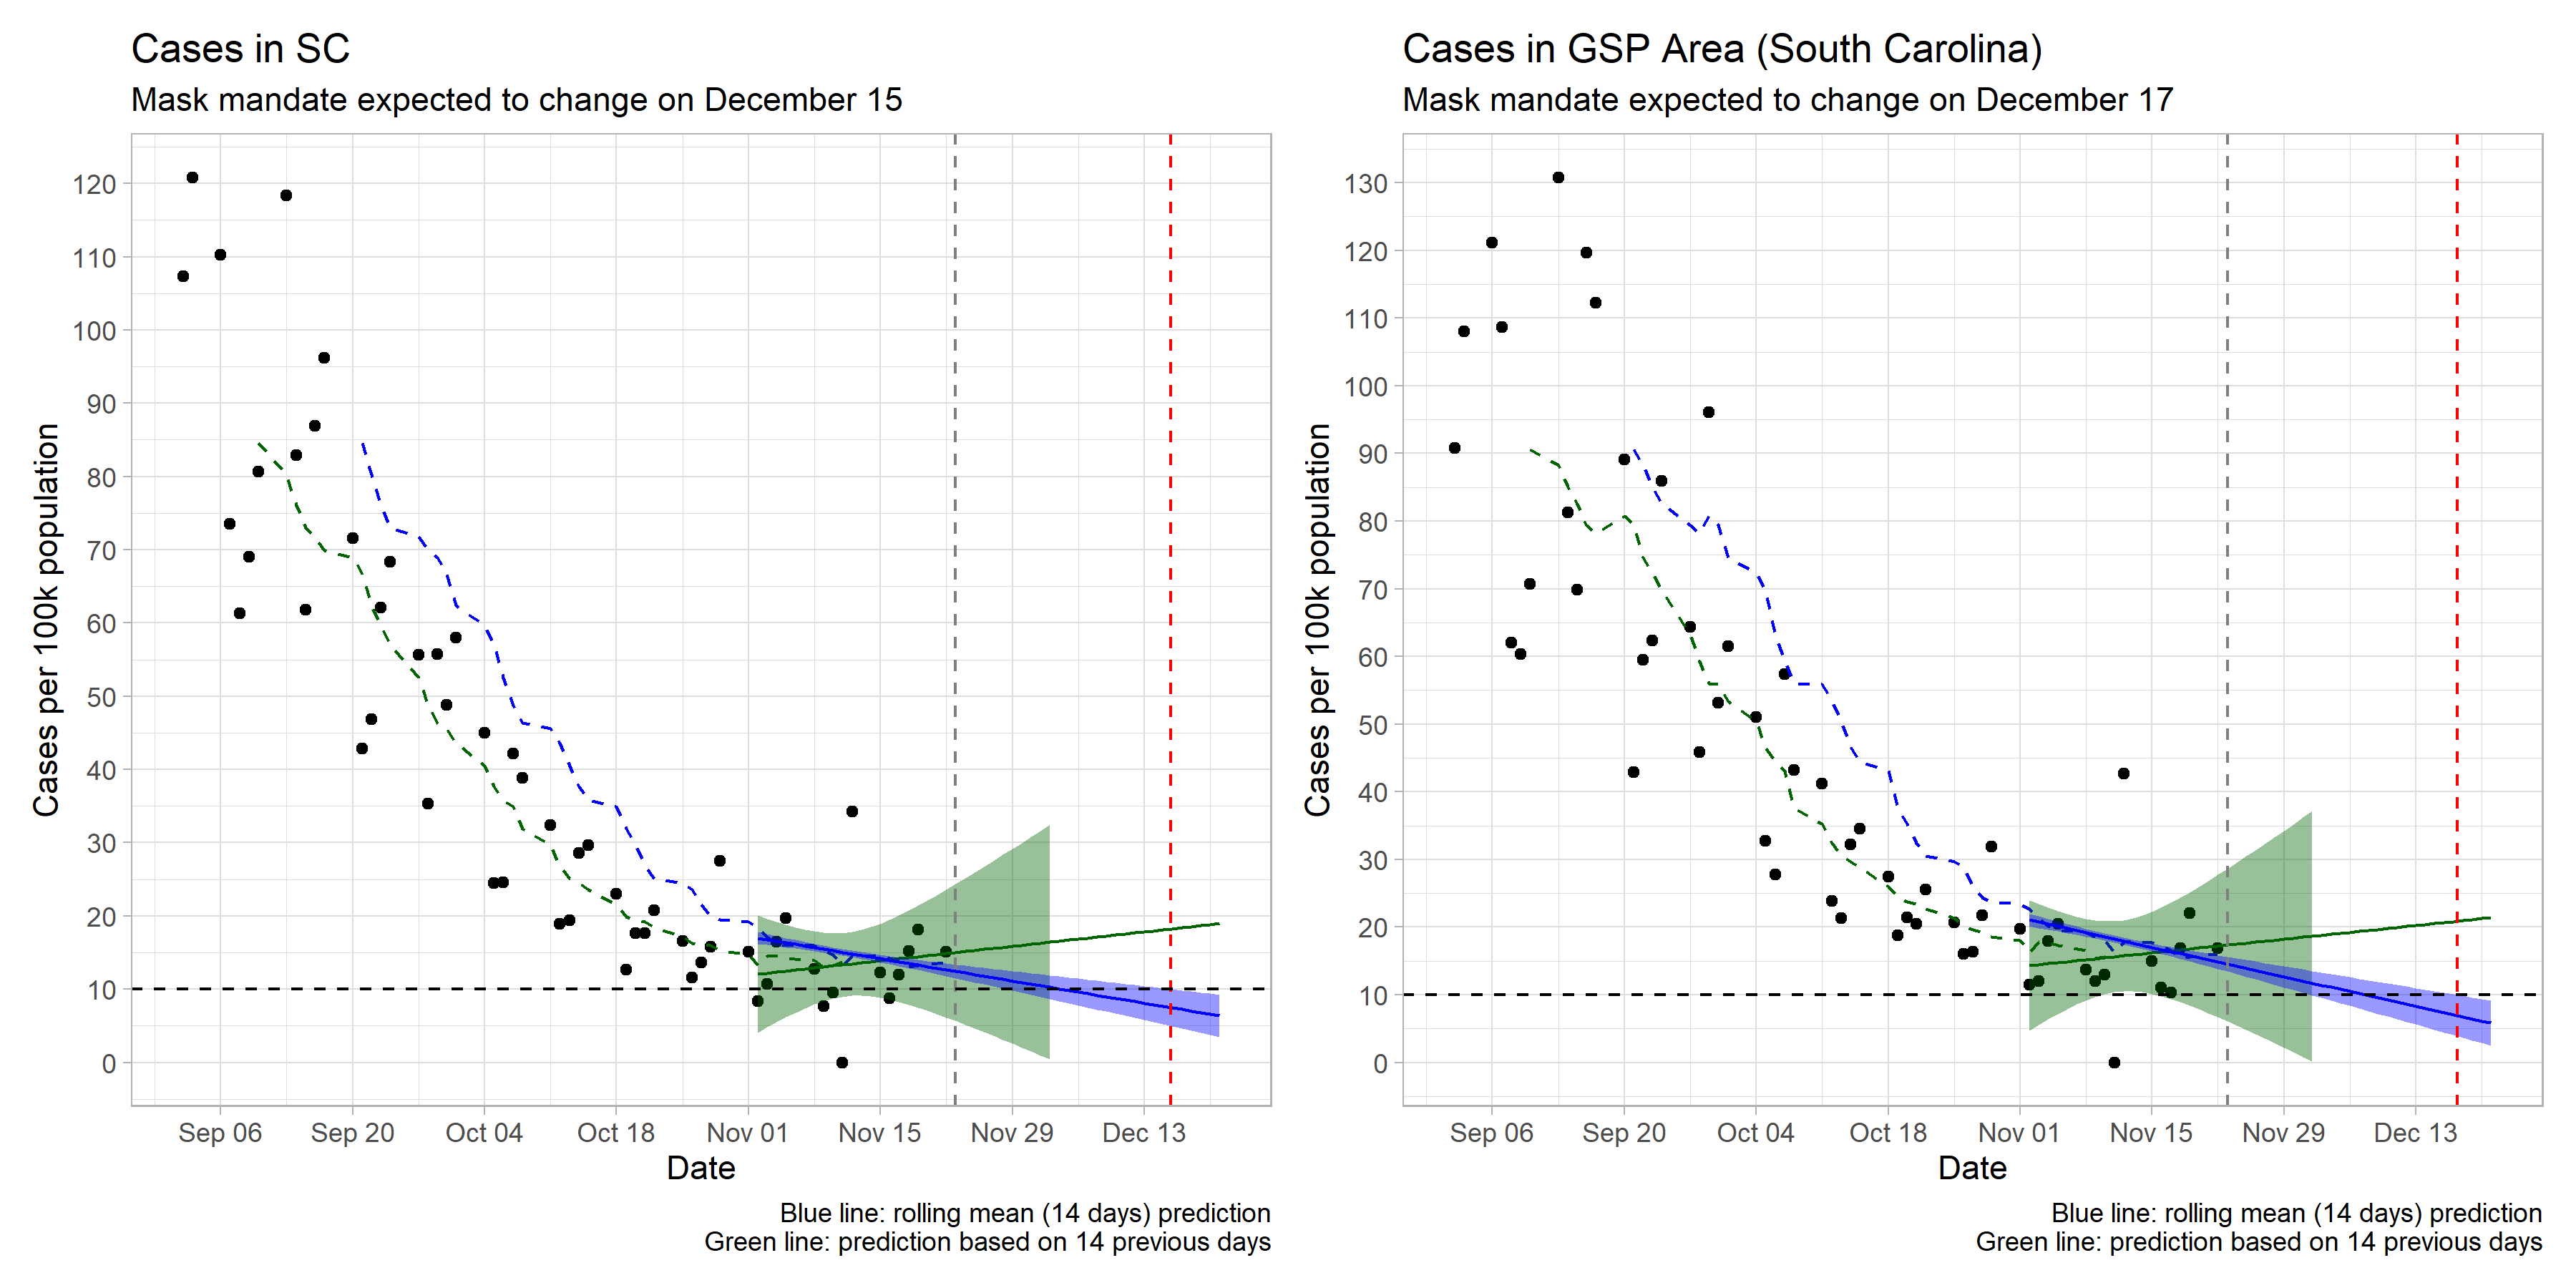 Cases in SC
Mask mandate expected to change on December 15
Cases per 100k population
120
110
100
90
80
70
60
50
40
30
20
10
0
Sep 06
Sep 20
Oct 04
Oct 18
Nov 01
Nov 15
Nov 29
Dec 13
Date
Blue line: rolling mean (14 days) prediction
Green line: prediction based on 14 previous days
Cases in GSP Area (South Carolina)
Mask mandate expected to change on December 17
Cases per 100k population
130
120
110
100
90
80
70
60
50
40
30
20
10
0
Sep 06
Sep 20
Oct 04
Oct 18
Nov 01
Nov 15
Nov 29
Dec 13
Date
Blue line: rolling mean (14 days) prediction
Green line: prediction based on 14 previous days